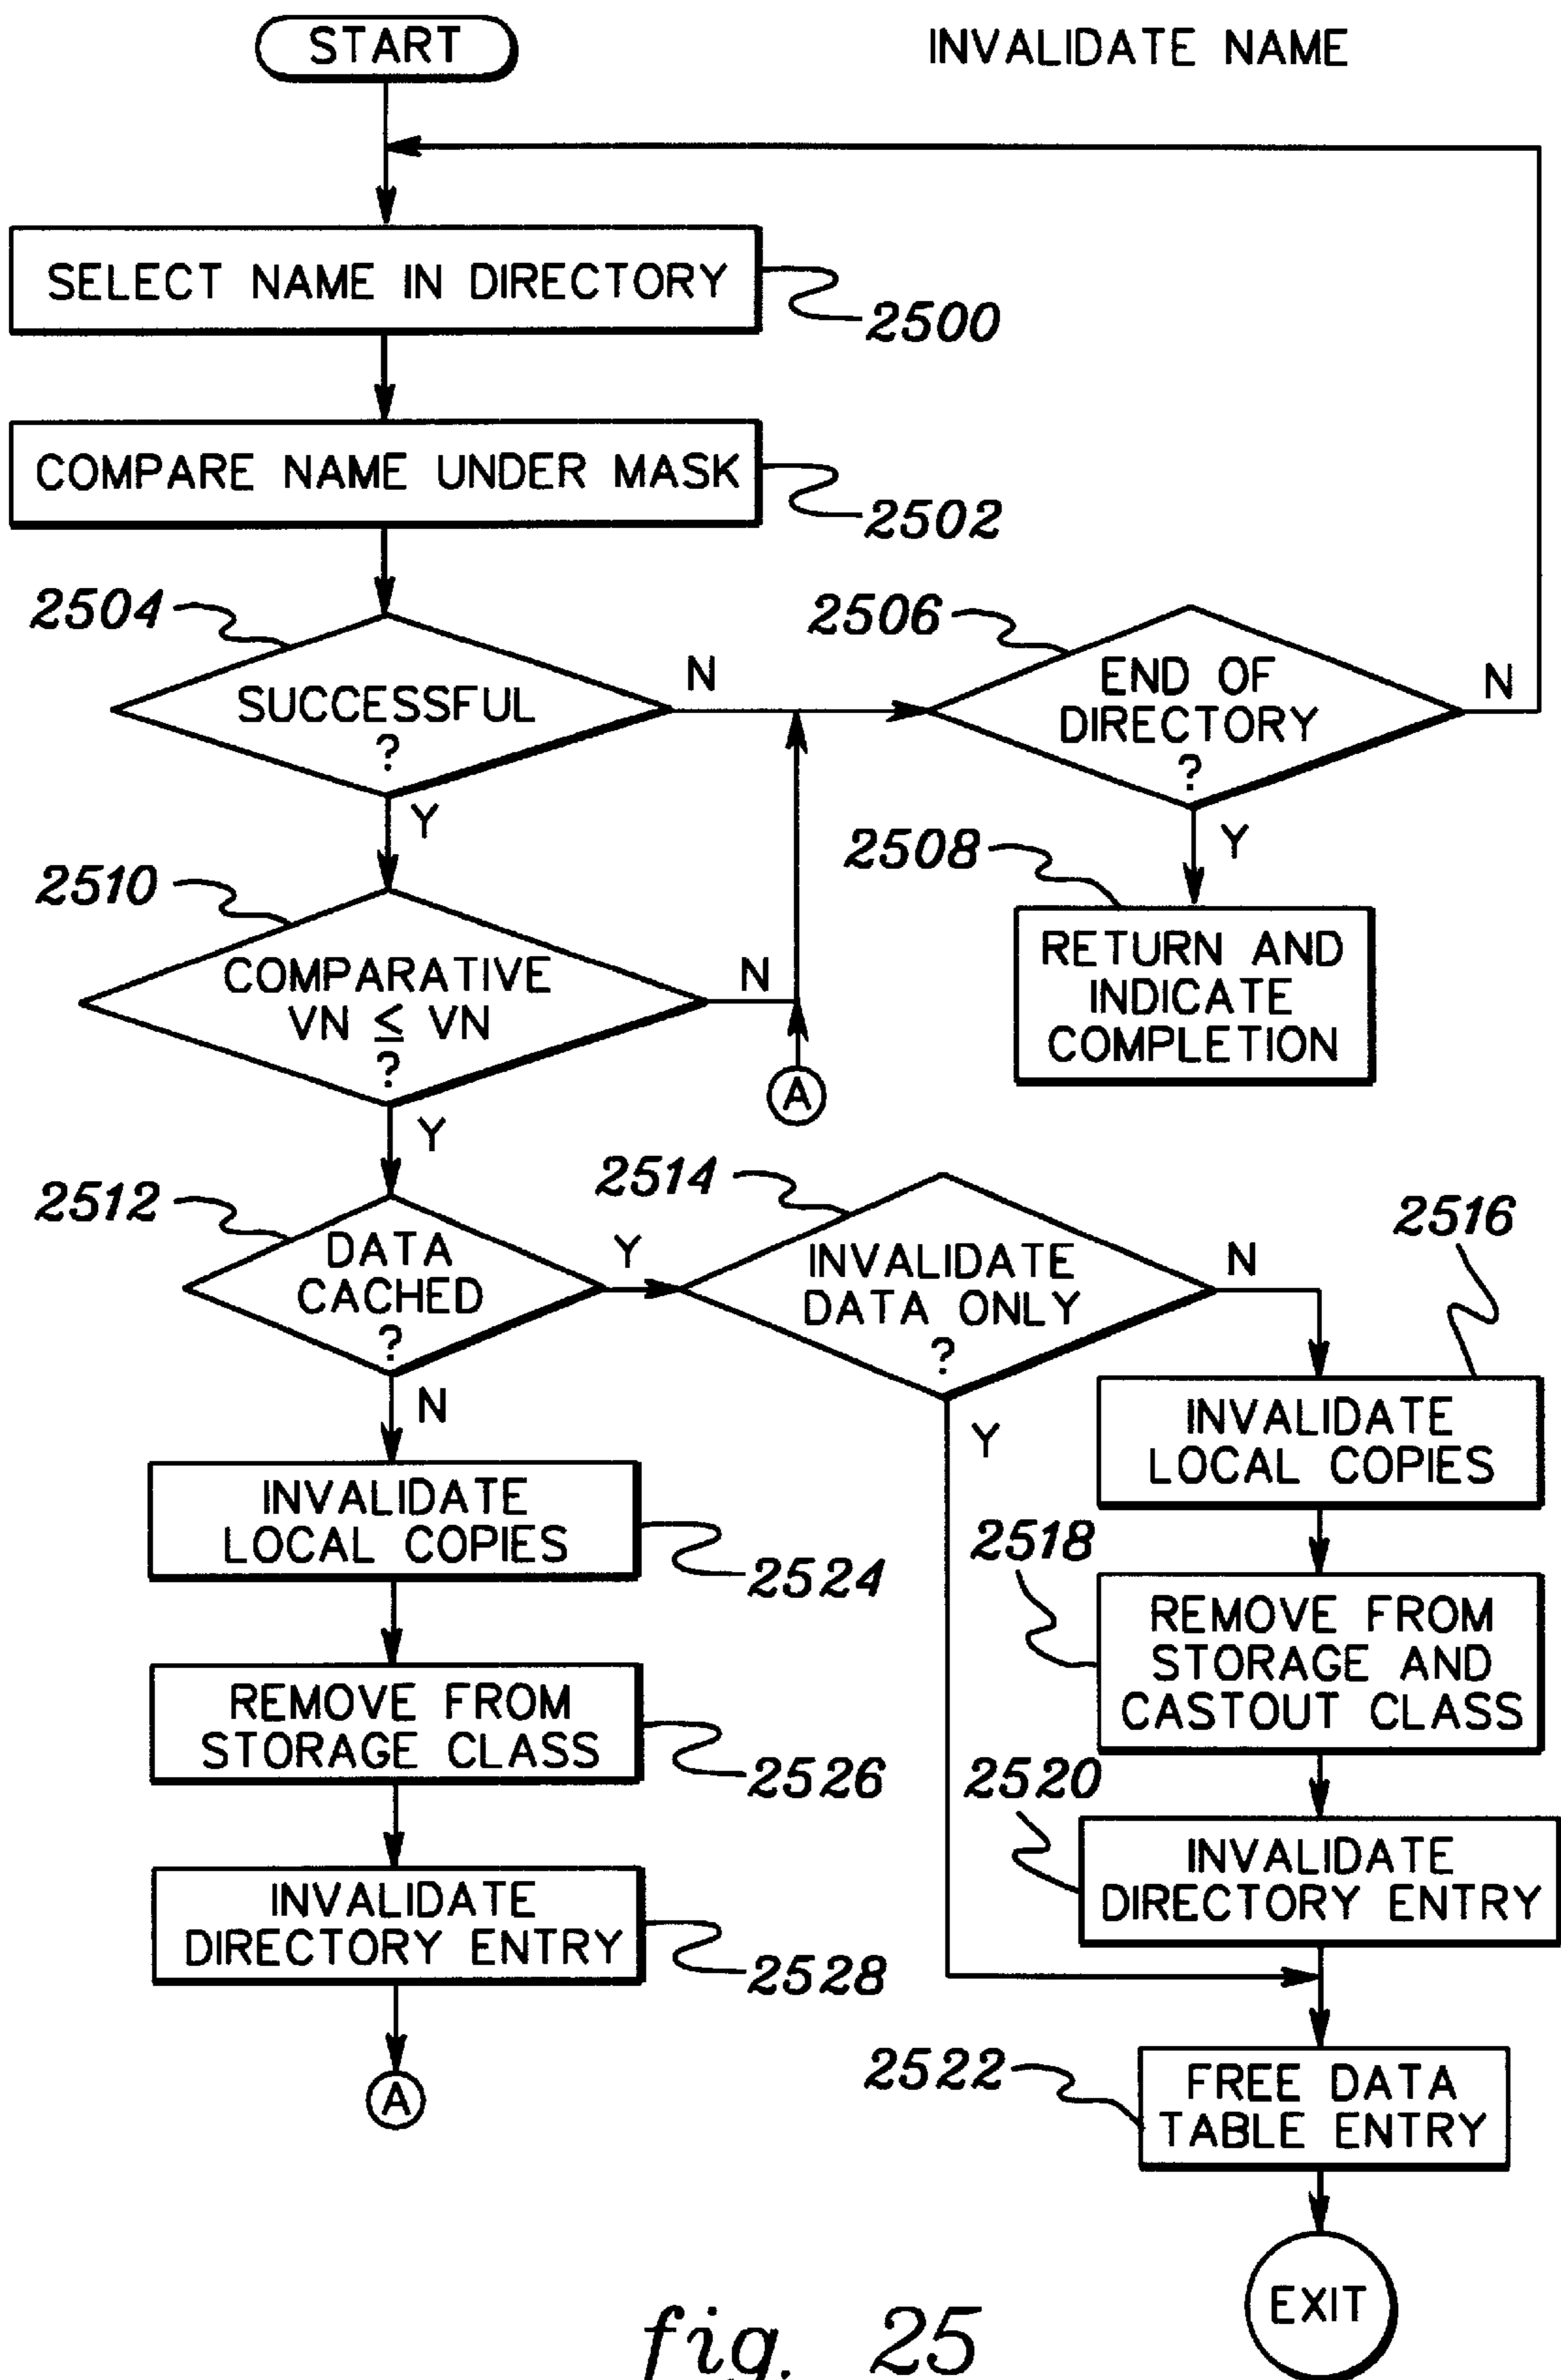 START
INVALIDATE NAME
SELECT NAME IN DIRECTORY
2500
COMPARE NAME UNDER MASK
2502
2504
SUCCESSFUL
?
N
Y
2506
END OF
DIRECTORY
?
N
Y
2508
RETURN AND
INDICATE
COMPLETION
2510
COMPARATIVE
VN ≤ VN
?
N
Y
A
2512
DATA
CACHED
?
Y
N
2514
INVALIDATE
DATA ONLY
?
N
Y
2516
INVALIDATE
LOCAL COPIES
2518
REMOVE FROM
STORAGE AND
CASTOUT CLASS
2520
INVALIDATE
DIRECTORY ENTRY
INVALIDATE
LOCAL COPIES
2524
REMOVE FROM
STORAGE CLASS
2526
INVALIDATE
DIRECTORY ENTRY
2528
A
2522
FREE DATA
TABLE ENTRY
EXIT
fig. 25